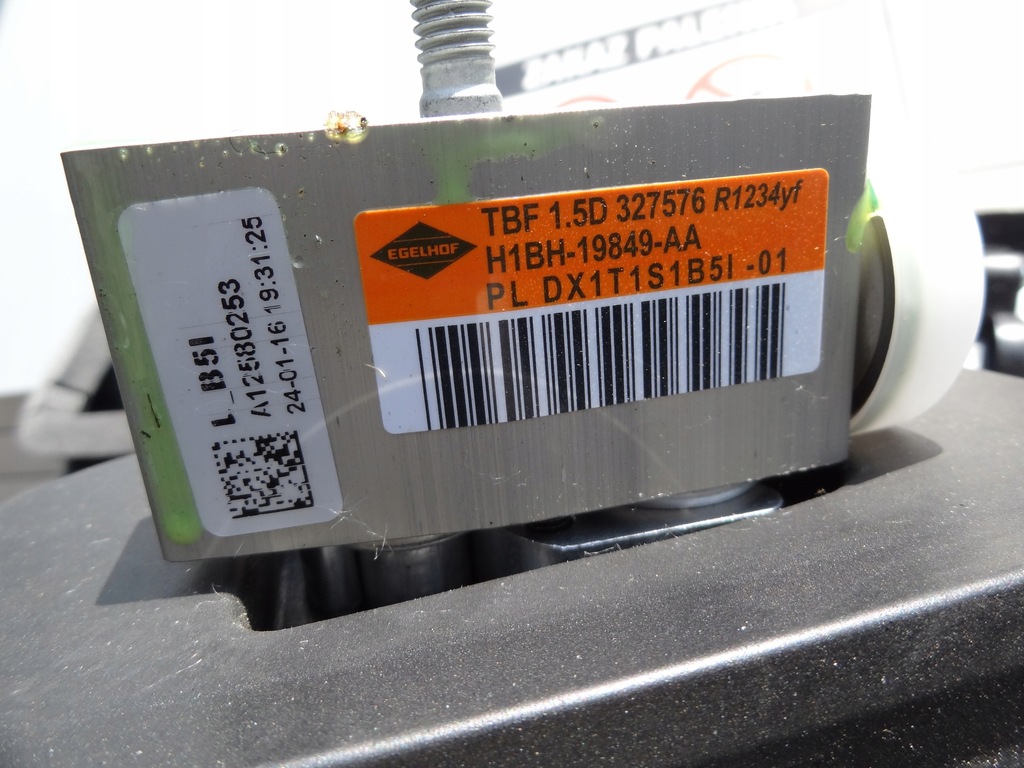 EGELHOF
TBF 1.5D 327576 R1234yf
H1BH-19849-AA
PL DX1T1S1B5I -01
L_B5I
A12580253
24-01-16 19:31:25